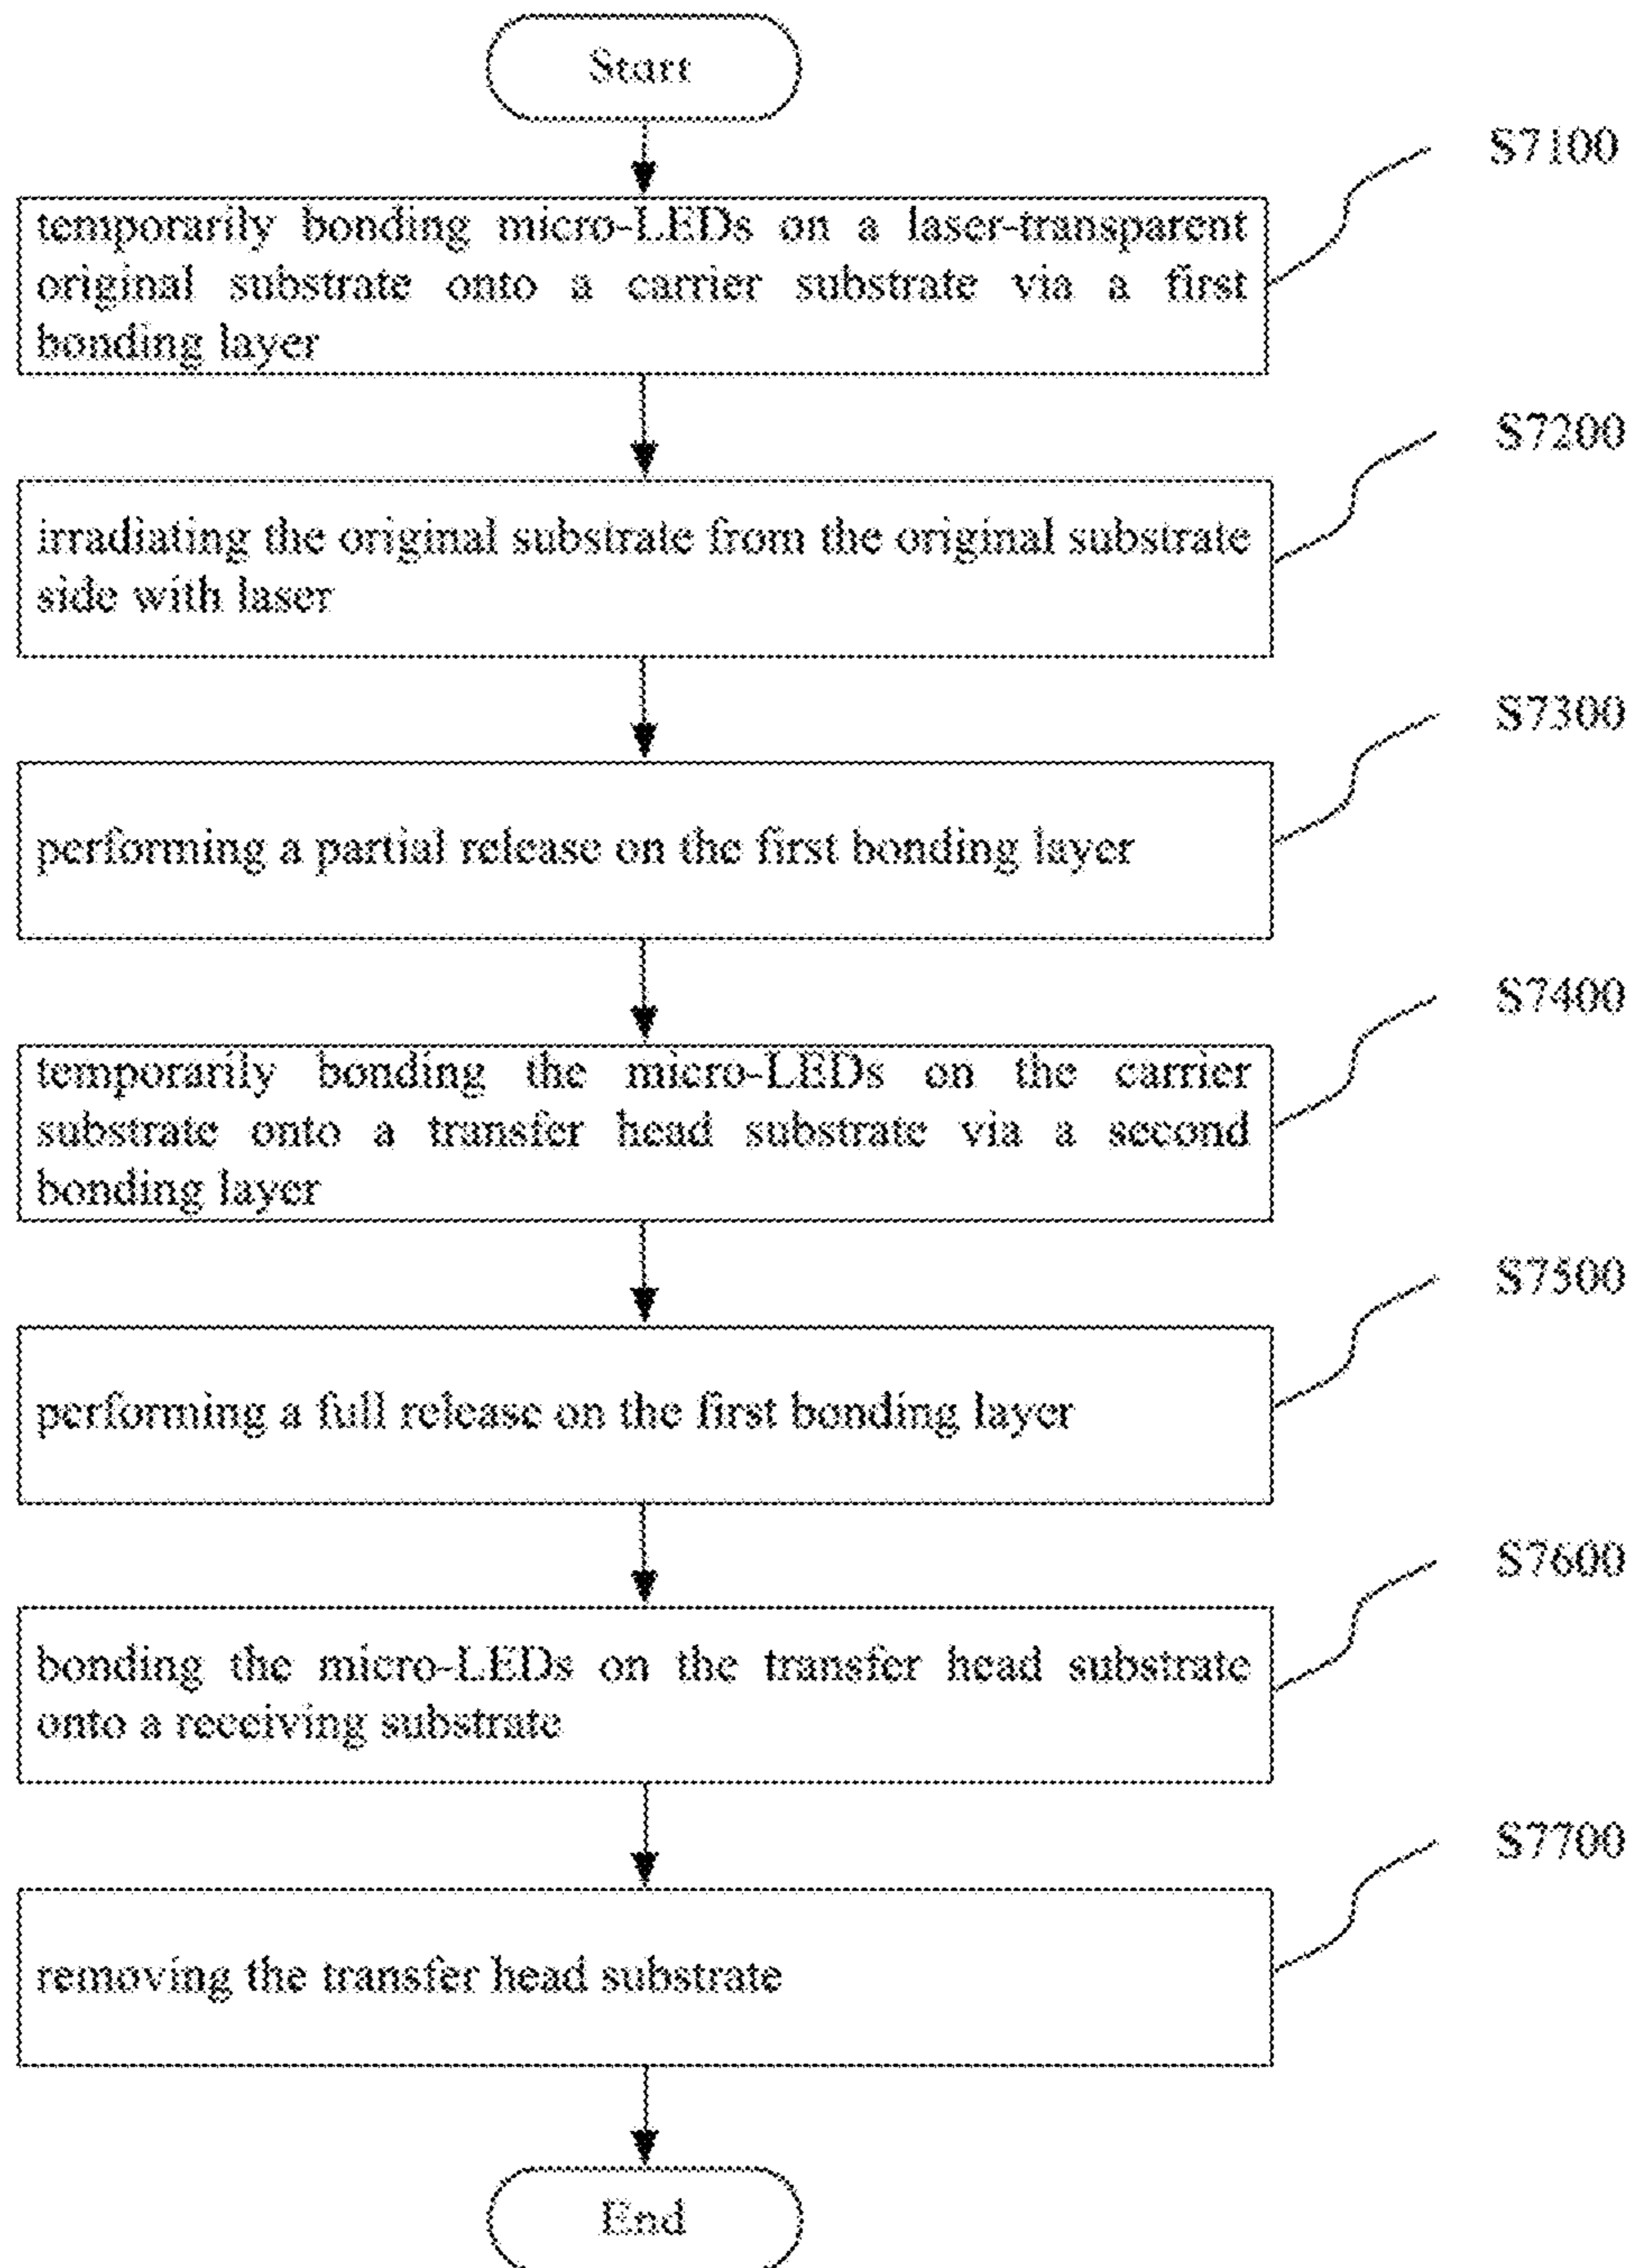 Start
S7100
temporarily bonding micro-LEDs on a laser-transparent
original substrate onto a carrier substrate via a first
bonding layer
S7200
irradiating the original substrate from the original substrate
side with laser
S7300
performing a partial release on the first bonding layer
S7400
temporarily bonding the micro-LEDs on the carrier
substrate onto a transfer head substrate via a second
bonding layer
S7500
performing a full release on the first bonding layer
S7600
bonding the micro-LEDs on the transfer head substrate
onto a receiving substrate
S7700
removing the transfer head substrate
End